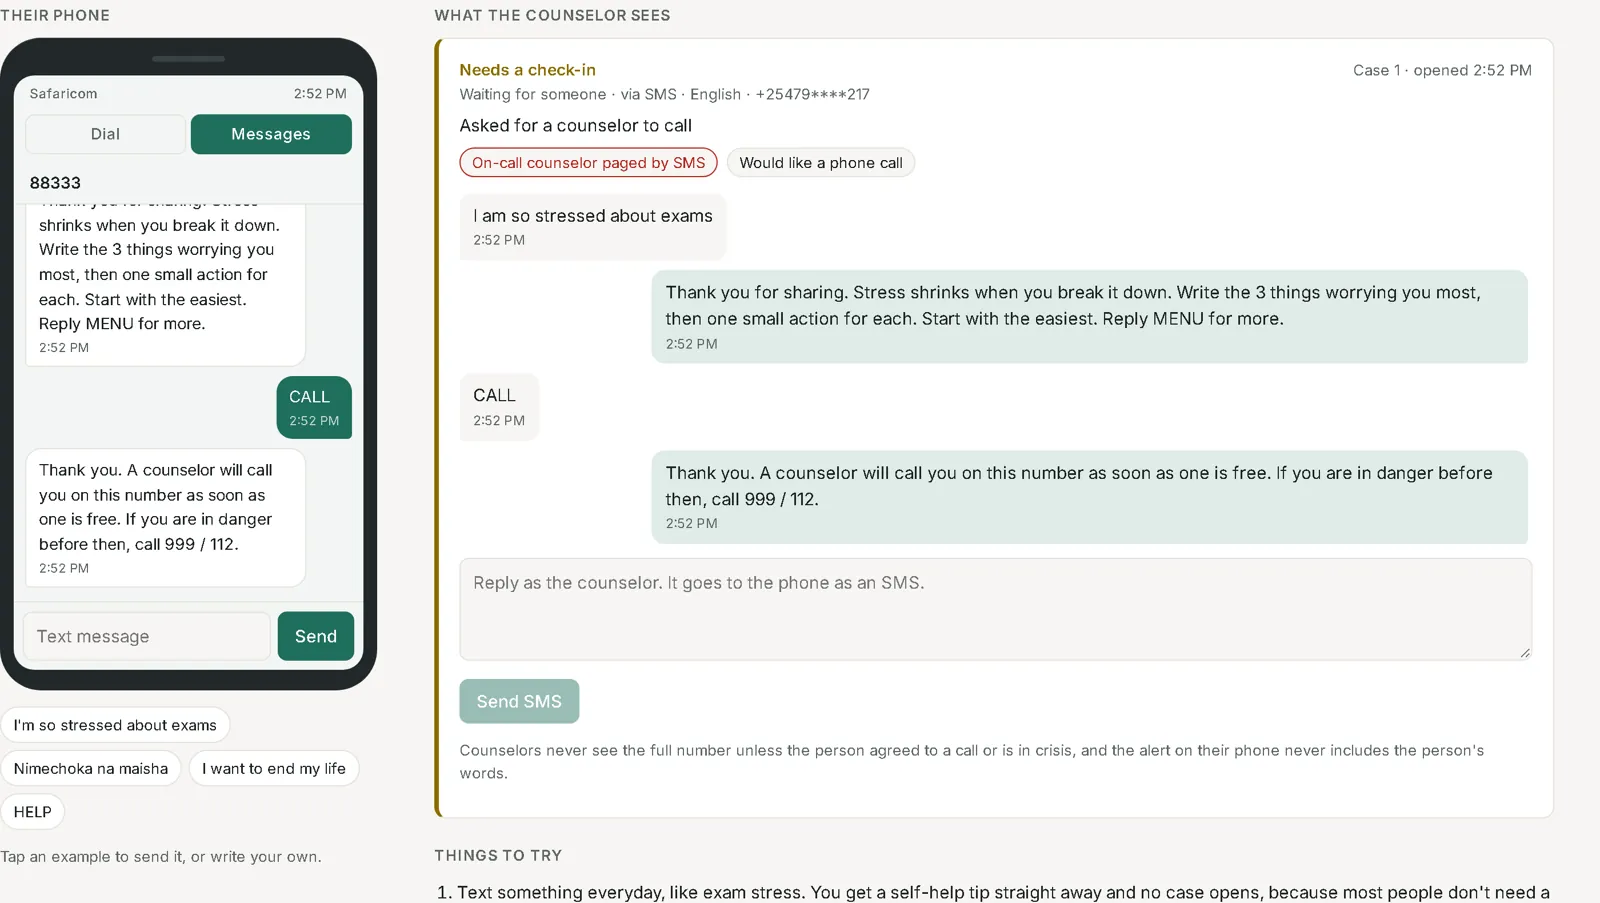 THEIR PHONE
Safaricom 2:52 PM
Dial Messages
88333
Thank you for sharing. Stress
shrinks when you break it down.
Write the 3 things worrying you
most, then one small action for
each. Start with the easiest.
Reply MENU for more.
2:52 PM
CALL
2:52 PM
Thank you. A counselor will call
you on this number as soon as
one is free. If you are in danger
before then, call 999 / 112.
2:52 PM
Text message Send
I'm so stressed about exams
Nimechoka na maisha I want to end my life
HELP
Tap an example to send it, or write your own.
WHAT THE COUNSELOR SEES
Needs a check-in Case 1 · opened 2:52 PM
Waiting for someone · via SMS · English · +25479****217
Asked for a counselor to call
On-call counselor paged by SMS Would like a phone call
I am so stressed about exams
2:52 PM
Thank you for sharing. Stress shrinks when you break it down. Write the 3 things worrying you most,
then one small action for each. Start with the easiest. Reply MENU for more.
2:52 PM
CALL
2:52 PM
Thank you. A counselor will call you on this number as soon as one is free. If you are in danger before
then, call 999 / 112.
2:52 PM
Reply as the counselor. It goes to the phone as an SMS.
Send SMS
Counselors never see the full number unless the person agreed to a call or is in crisis, and the alert on their phone never includes the person's
words.
THINGS TO TRY
1. Text something everyday, like exam stress. You get a self-help tip straight away and no case opens, because most people don't need a